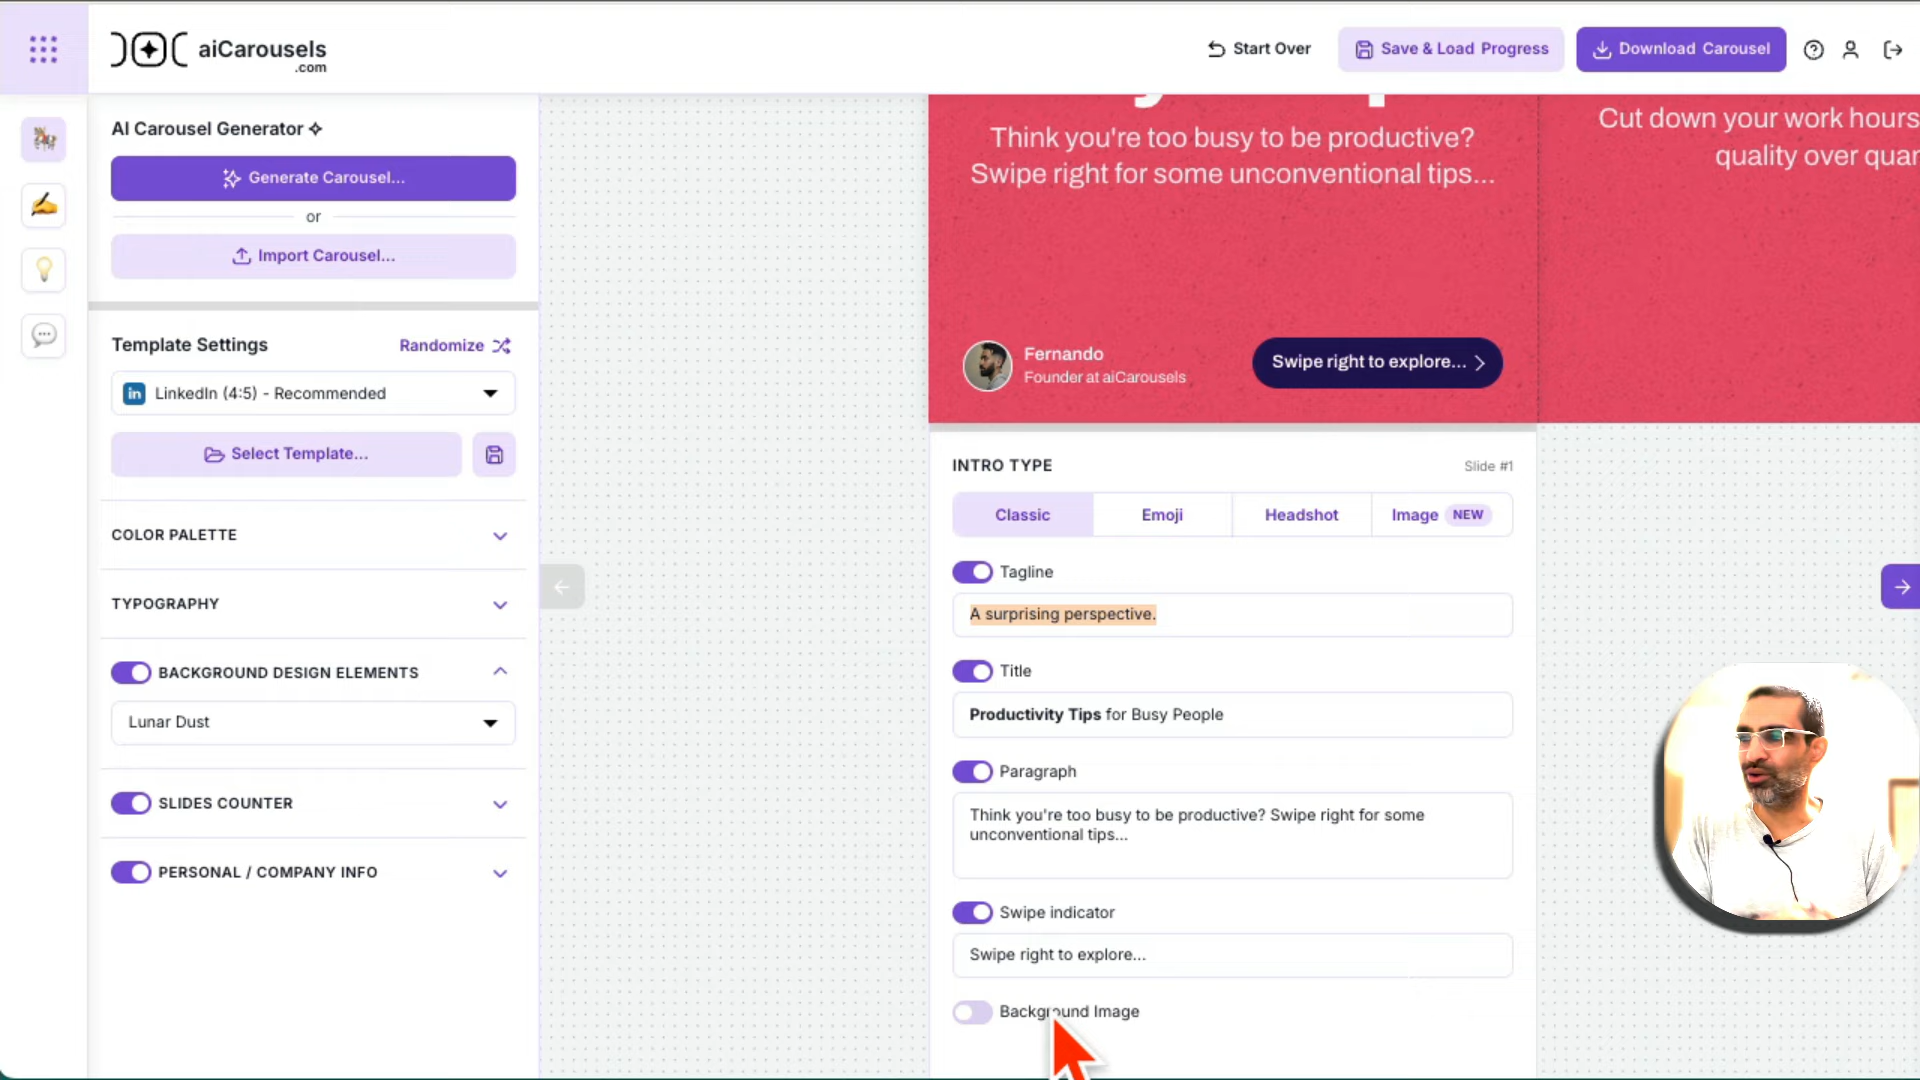 aiCarousels
.com
Start Over
Save & Load Progress
Download Carousel
AI Carousel Generator
Generate Carousel...
or
Import Carousel...
Template Settings
Randomize
in LinkedIn (4:5) - Recommended
Select Template...
COLOR PALETTE
TYPOGRAPHY
BACKGROUND DESIGN ELEMENTS
Lunar Dust
SLIDES COUNTER
PERSONAL / COMPANY INFO
Think you're too busy to be productive?
Swipe right for some unconventional tips...
Fernando
Founder at aiCarousels
Swipe right to explore...
Cut down your work hours
quality over
INTRO TYPE
Slide #1
Classic
Emoji
Headshot
Image NEW
Tagline
A surprising perspective.
Title
Productivity Tips for Busy People
Paragraph
Think you're too busy to be productive? Swipe right for some
unconventional tips...
Swipe indicator
Swipe right to explore...
Background Image